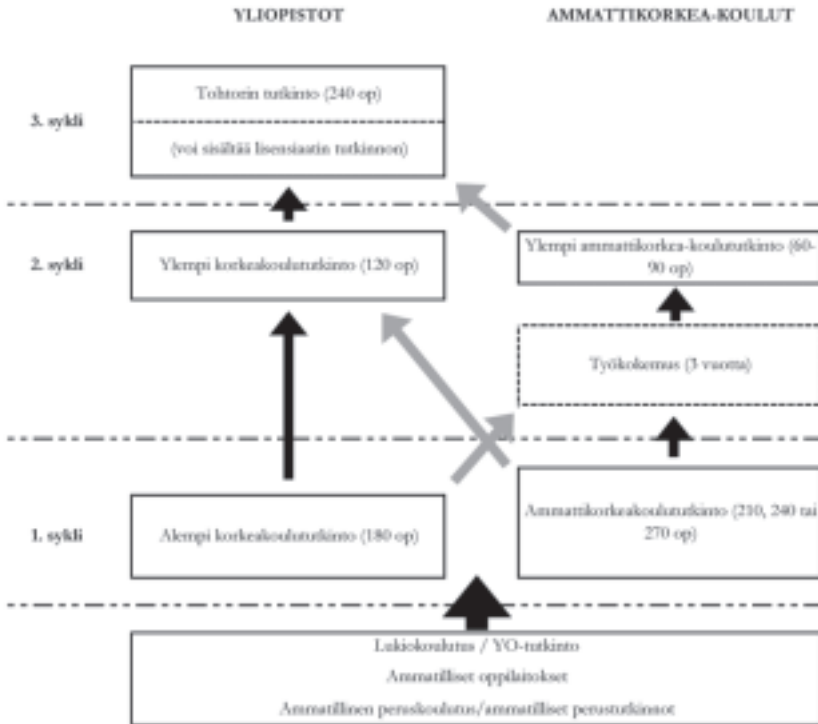 YLIOPISTOT
AMMATTIKORKEA-KOULUT
3. sykli
Tohtorin tutkinto (240 op)
(voi sisältää lisensiaatin tutkinnon)
2. sykli
Ylempi korkeakoulututkinto (120 op)
Ylempi ammattikorkea-koulututkinto (60-
90 op)
Työkokemus (3 vuotta)
1. sykli
Alempi korkeakoulututkinto (180 op)
Ammattikorkeakoulututkinto (210, 240 tai
270 op)
Lukiokoulutus / YO-tutkinto
Ammatilliset oppilaitokset
Ammatillinen peruskoulutus/ammatilliset perustutkinnot